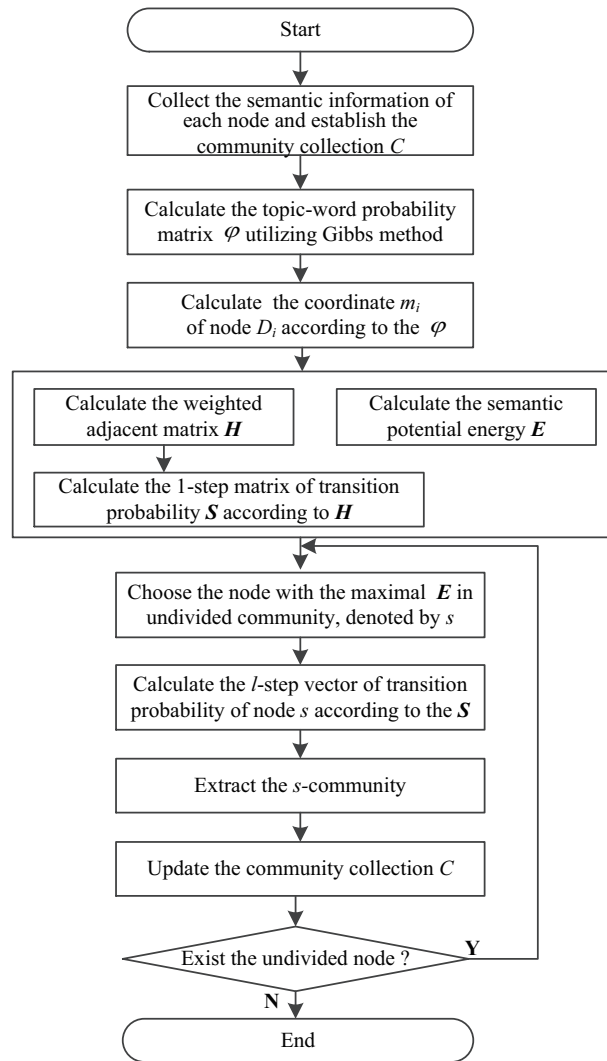 Start
Collect the semantic information of
each node and establish the
community collection C
Calculate the topic-word probability
matrix φ utilizing Gibbs method
Calculate the coordinate mi
of node Di according to the φ
Calculate the weighted
adjacent matrix H
Calculate the semantic
potential energy E
Calculate the 1-step matrix of transition
probability S according to H
Choose the node with the maximal E in
undivided community, denoted by s
Calculate the l-step vector of transition
probability of node s according to the S
Extract the s-community
Update the community collection C
Exist the undivided node ?
Y
N
End